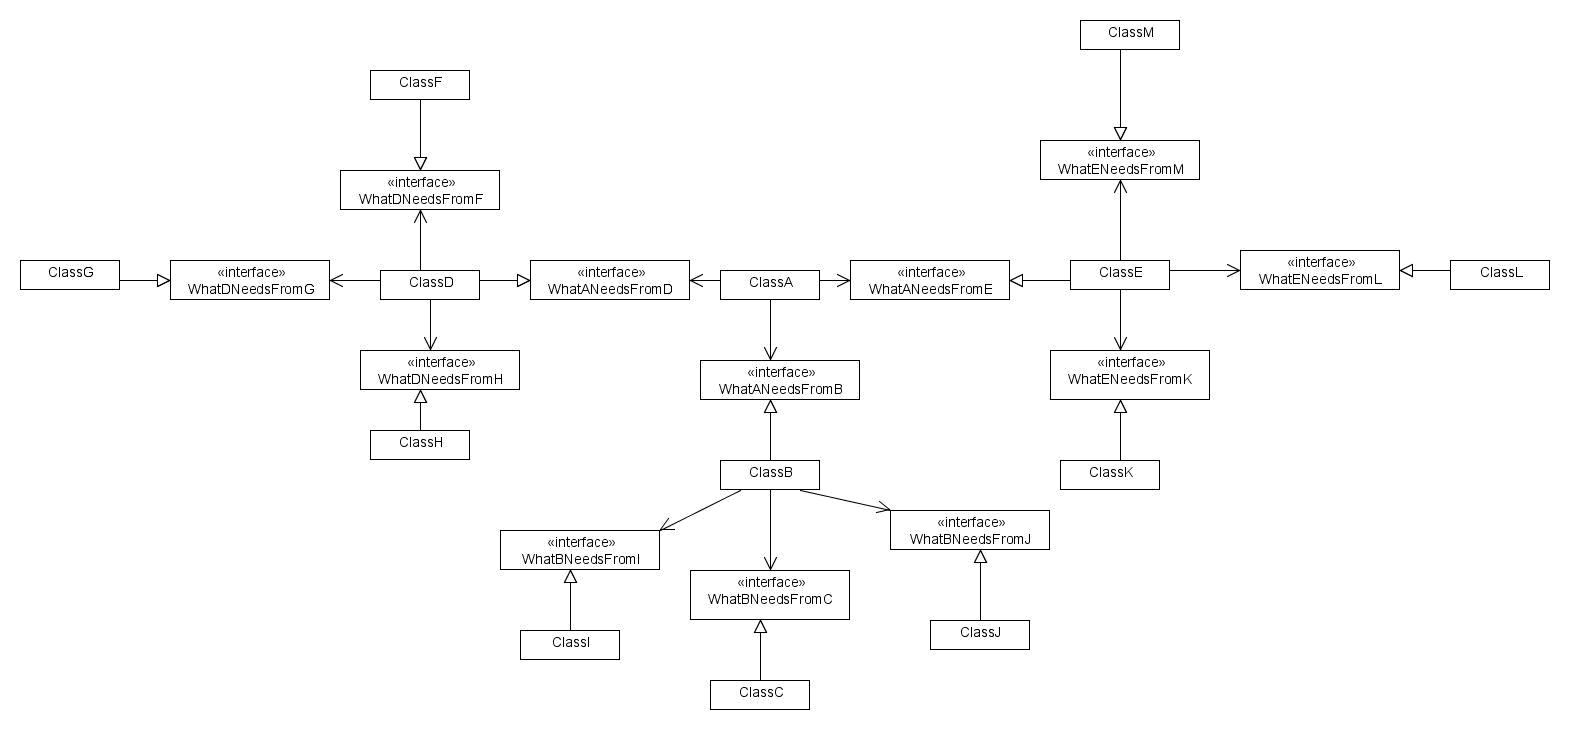 ClassM
ClassF
«interface»
WhatENeedsFromM
«interface»
WhatDNeedsFromF
ClassG
«interface»
WhatDNeedsFromG
ClassD
«interface»
WhatANeedsFromD
ClassA
«interface»
WhatANeedsFromE
ClassE
«interface»
WhatENeedsFromL
ClassL
«interface»
WhatDNeedsFromH
«interface»
WhatANeedsFromB
«interface»
WhatENeedsFromK
ClassH
ClassB
ClassK
«interface»
WhatBNeedsFromI
«interface»
WhatBNeedsFromJ
«interface»
WhatBNeedsFromC
ClassI
ClassJ
ClassC